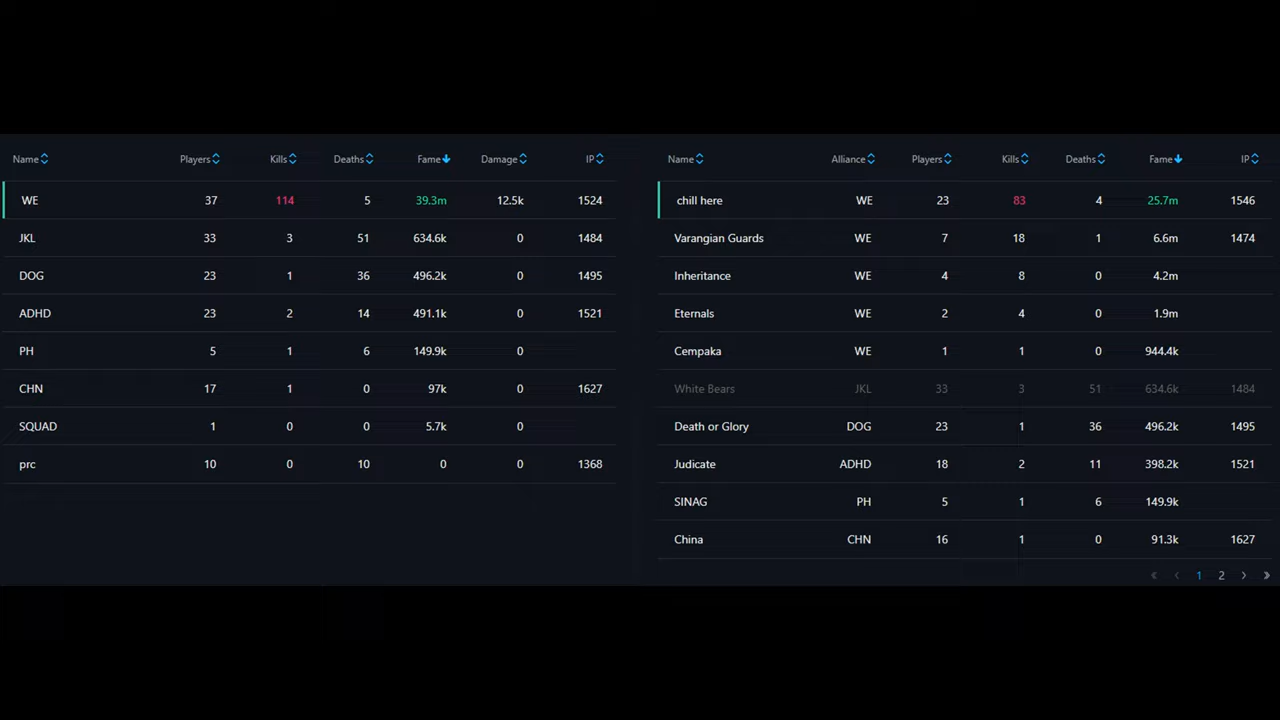 Name Players Kills Deaths Fame Damage IP
WE 37 114 5 39.3m 12.5k 1524
JKL 33 3 51 634.6k 0 1484
DOG 23 1 36 496.2k 0 1495
ADHD 23 2 14 491.1k 0 1521
PH 5 1 6 149.9k 0
CHN 17 1 0 97k 0 1627
SQUAD 1 0 0 5.7k 0
prc 10 0 10 0 0 1368
Name Alliance Players Kills Deaths Fame IP
chill here WE 23 83 4 25.7m 1546
Varangian Guards WE 7 18 1 6.6m 1474
Inheritance WE 4 8 0 4.2m
Eternals WE 2 4 0 1.9m
Cempaka WE 1 1 0 944.4k
White Bears JKL 33 3 51 634.6k 1484
Death or Glory DOG 23 1 36 496.2k 1495
Judicate ADHD 18 2 11 398.2k 1521
SINAG PH 5 1 6 149.9k
China CHN 16 1 0 91.3k 1627
« ‹ 1 2 › »